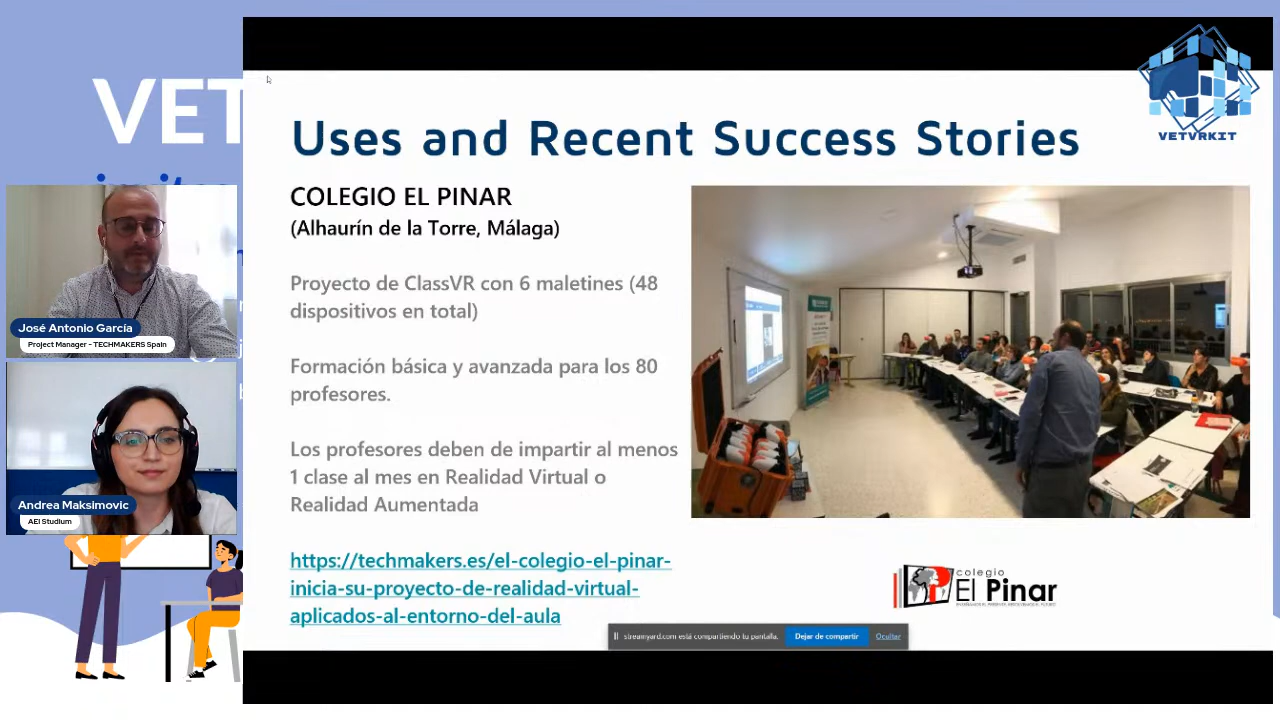 VET
VETVRKIT
Uses and Recent Success Stories
COLEGIO EL PINAR
(Alhaurín de la Torre, Málaga)
Proyecto de ClassVR con 6 maletines (48
dispositivos en total)
Formación básica y avanzada para los 80
profesores.
Los profesores deben de impartir al menos
1 clase al mes en Realidad Virtual o
Realidad Aumentada
https://techmakers.es/el-colegio-el-pinar-
inicia-su-proyecto-de-realidad-virtual-
aplicados-al-entorno-del-aula
José Antonio García
Project Manager - TECHMAKERS Spain
Andrea Maksimovic
AEI Studium
colegio
El Pinar
streamyard.com está compartiendo tu pantalla.
Dejar de compartir
Ocultar